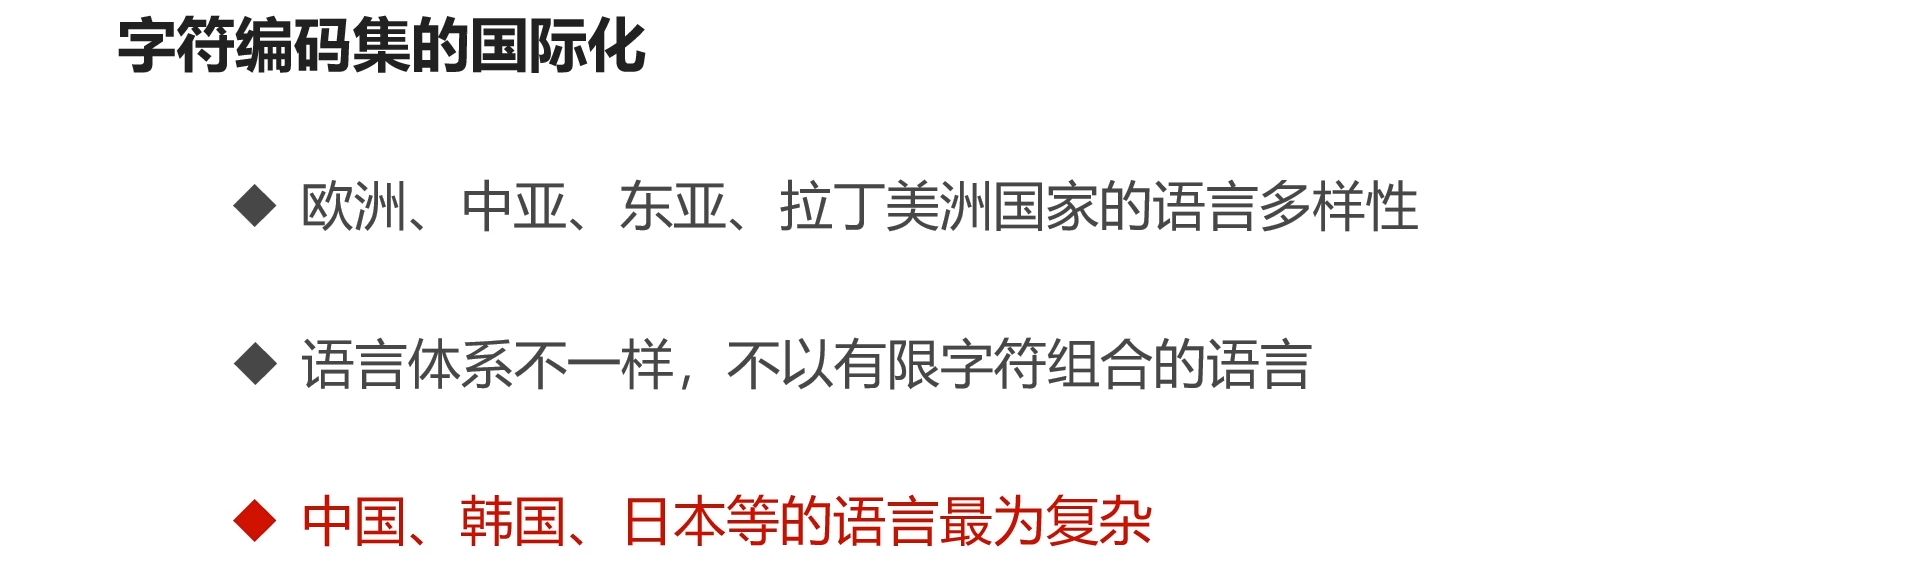 字符编码集的国际化
◆ 欧洲、中亚、东亚、拉丁美洲国家的语言多样性
◆ 语言体系不一样，不以有限字符组合的语言
◆ 中国、韩国、日本等的语言最为复杂